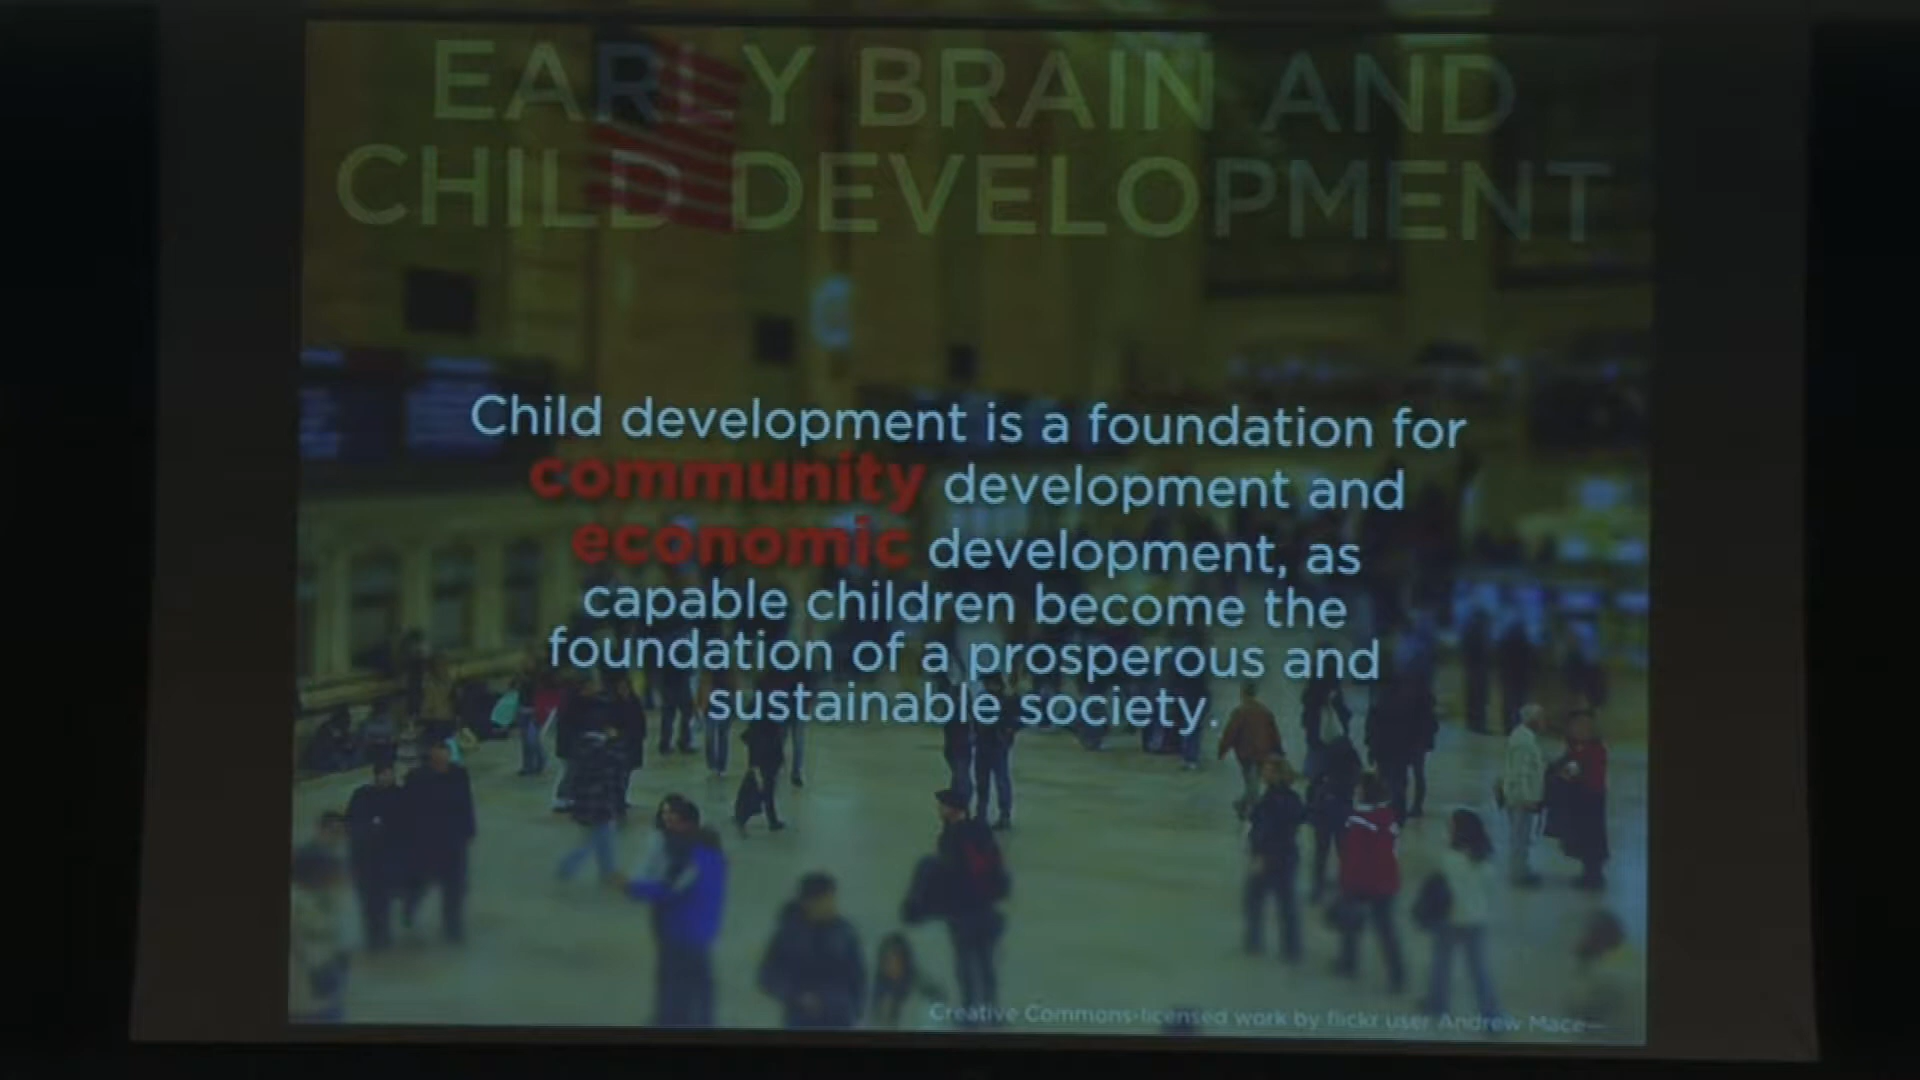 EARLY BRAIN AND
CHILD DEVELOPMENT
Child development is a foundation for
community development and
economic development, as
capable children become the
foundation of a prosperous and
sustainable society.
Creative Commons-licensed work by flickr user Andrew Mace—